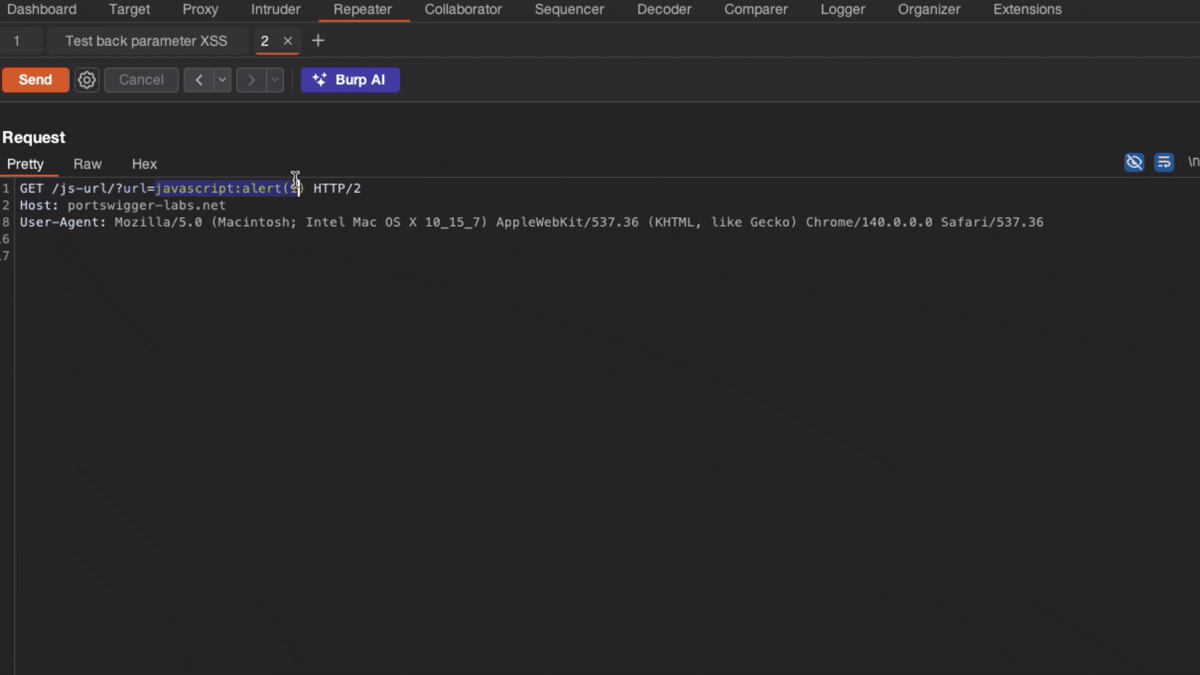 Dashboard Target Proxy Intruder Repeater Collaborator Sequencer Decoder Comparer Logger Organizer Extensions
1 Test back parameter XSS 2 × +
Send Cancel < > Burp AI
Request
Pretty Raw Hex \n
1 GET /js-url/?url=javascript:alert(1) HTTP/2
2 Host: portswigger-labs.net
8 User-Agent: Mozilla/5.0 (Macintosh; Intel Mac OS X 10_15_7) AppleWebKit/537.36 (KHTML, like Gecko) Chrome/140.0.0.0 Safari/537.36
6
7